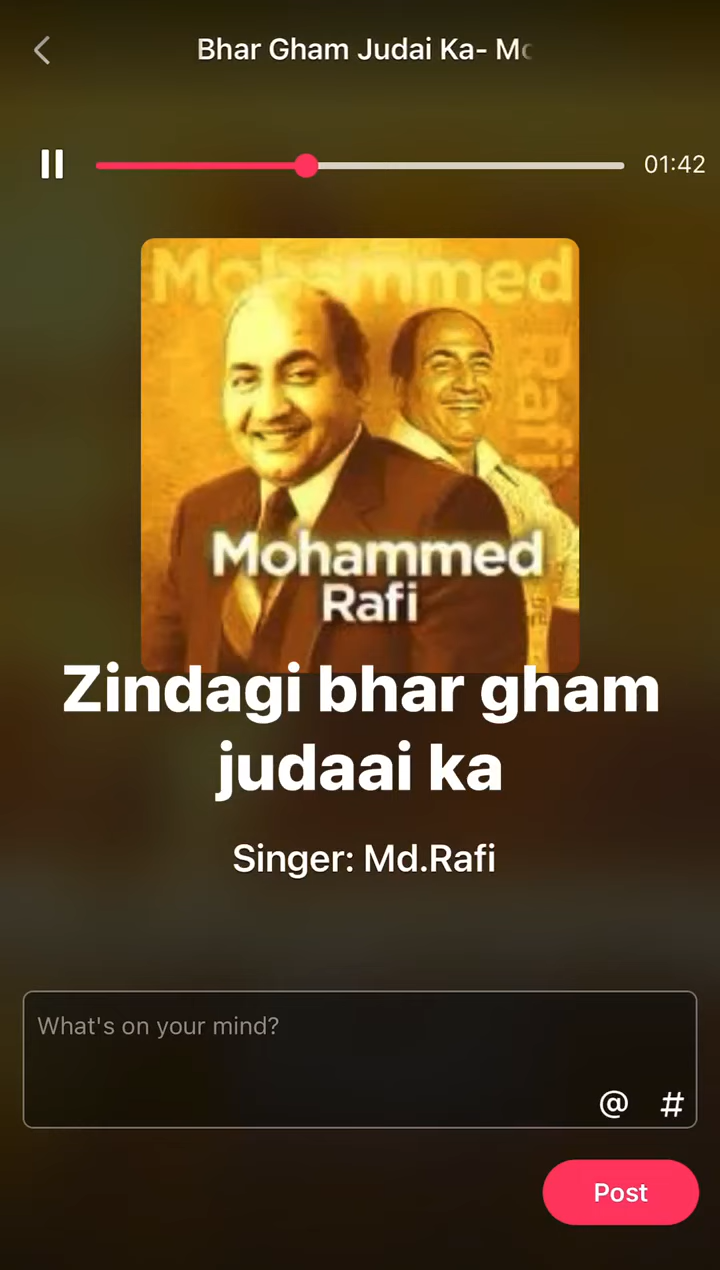 Bhar Gham Judai Ka- Mc
01:42
Mohammed
Rafi
Mohammed
Rafi
Zindagi bhar gham
judaai ka
Singer: Md.Rafi
What's on your mind?
@ #
Post